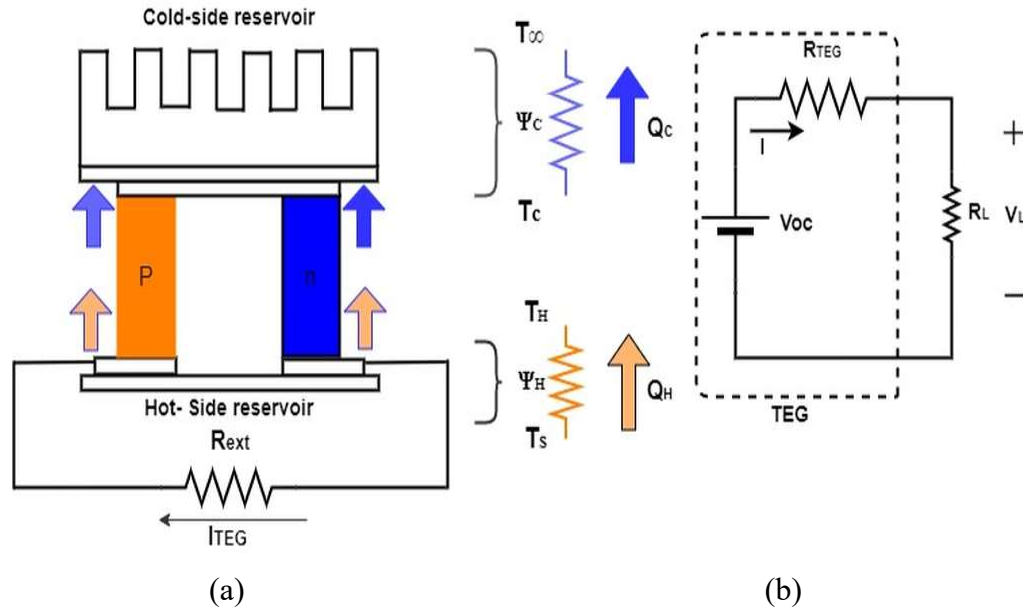 Cold-side reservoir
P
n
Hot- Side reservoir
Rext
ITEG
T∞
ΨC
QC
TC
TH
ΨH
QH
TS
RTEG
I
Voc
RL
+
VL
−
TEG
(a)
(b)